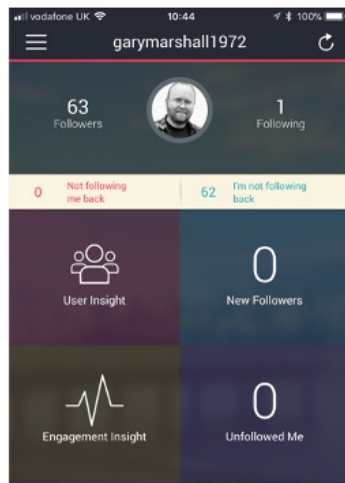 vodafone UK 10:44 100%
garymarshall1972
63 1
Followers Following
0 Not following me back 62 I'm not following back
User Insight
0
New Followers
Engagement Insight
0
Unfollowed Me